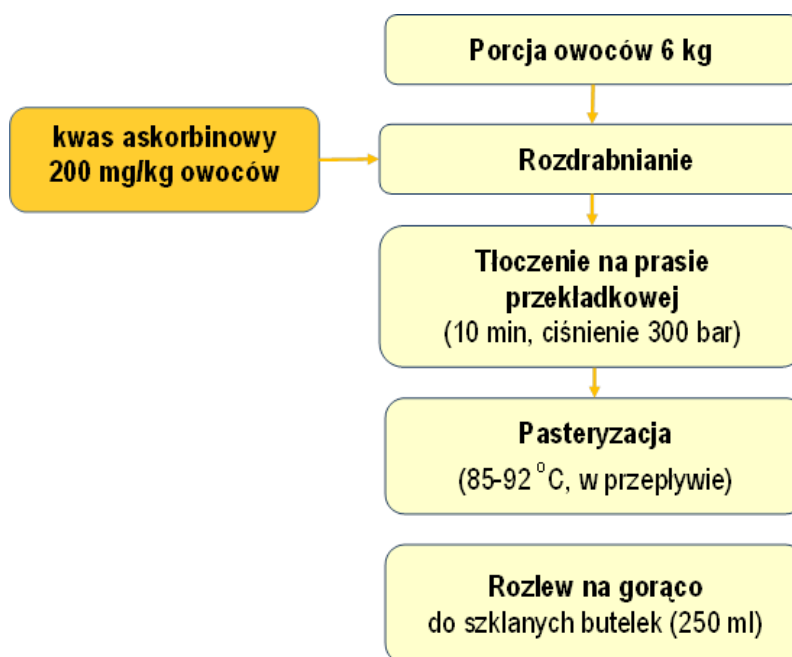 Porcja owoców 6 kg
kwas askorbinowy
200 mg/kg owoców
Rozdrabnianie
Tłoczenie na prasie
przekładkowej
(10 min, ciśnienie 300 bar)
Pasteryzacja
(85-92 °C, w przepływie)
Rozlew na gorąco
do szklanych butelek (250 ml)